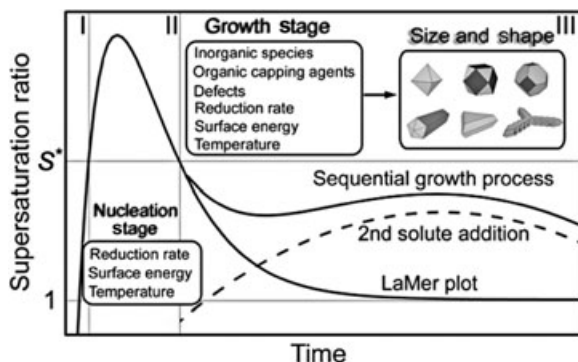 I
II
Growth stage
III
Inorganic species
Organic capping agents
Defects
Reduction rate
Surface energy
Temperature
Size and shape
Supersaturation ratio
S*
1
Nucleation
stage
Reduction rate
Surface energy
Temperature
Sequential growth process
2nd solute addition
LaMer plot
Time